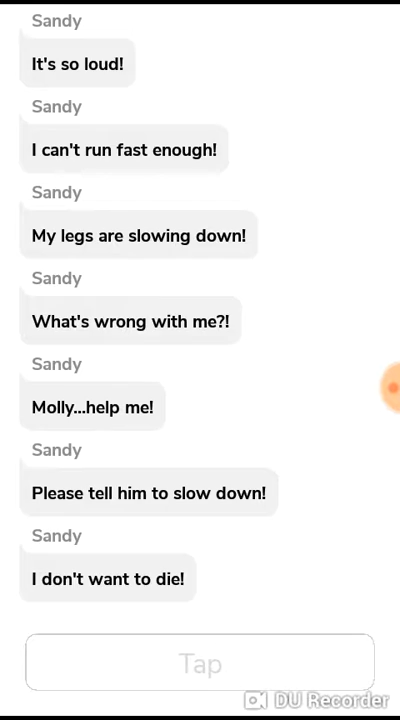 Sandy
It's so loud!
Sandy
I can't run fast enough!
Sandy
My legs are slowing down!
Sandy
What's wrong with me?!
Sandy
Molly...help me!
Sandy
Please tell him to slow down!
Sandy
I don't want to die!
Tap
DU Recorder